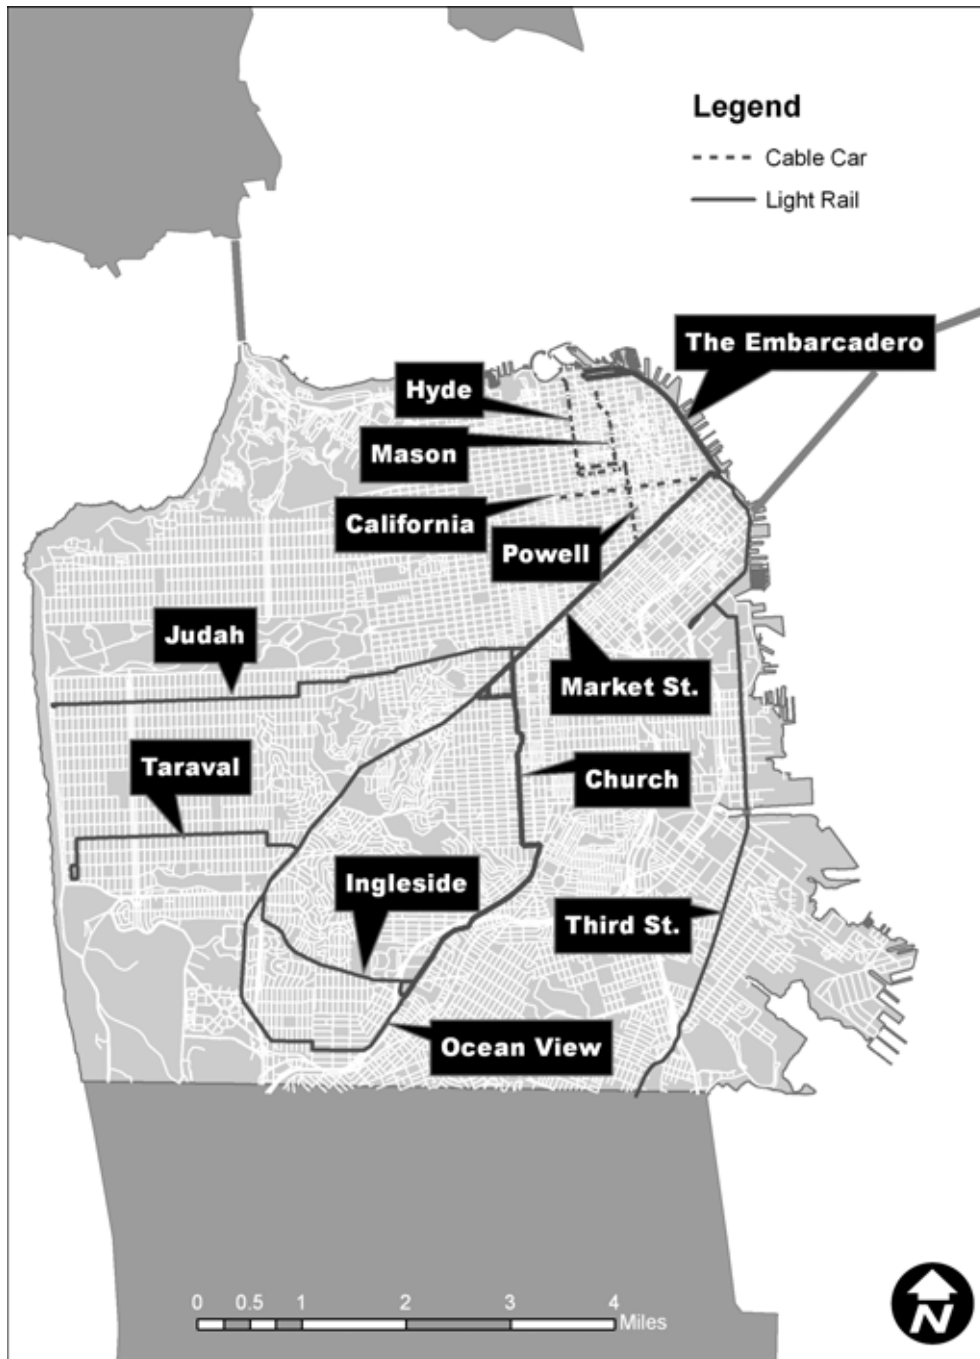 Legend
Cable Car
Light Rail
The Embarcadero
Hyde
Mason
California
Powell
Judah
Market St.
Taraval
Church
Ingleside
Third St.
Ocean View
0 0.5 1 2 3 4
Miles
N